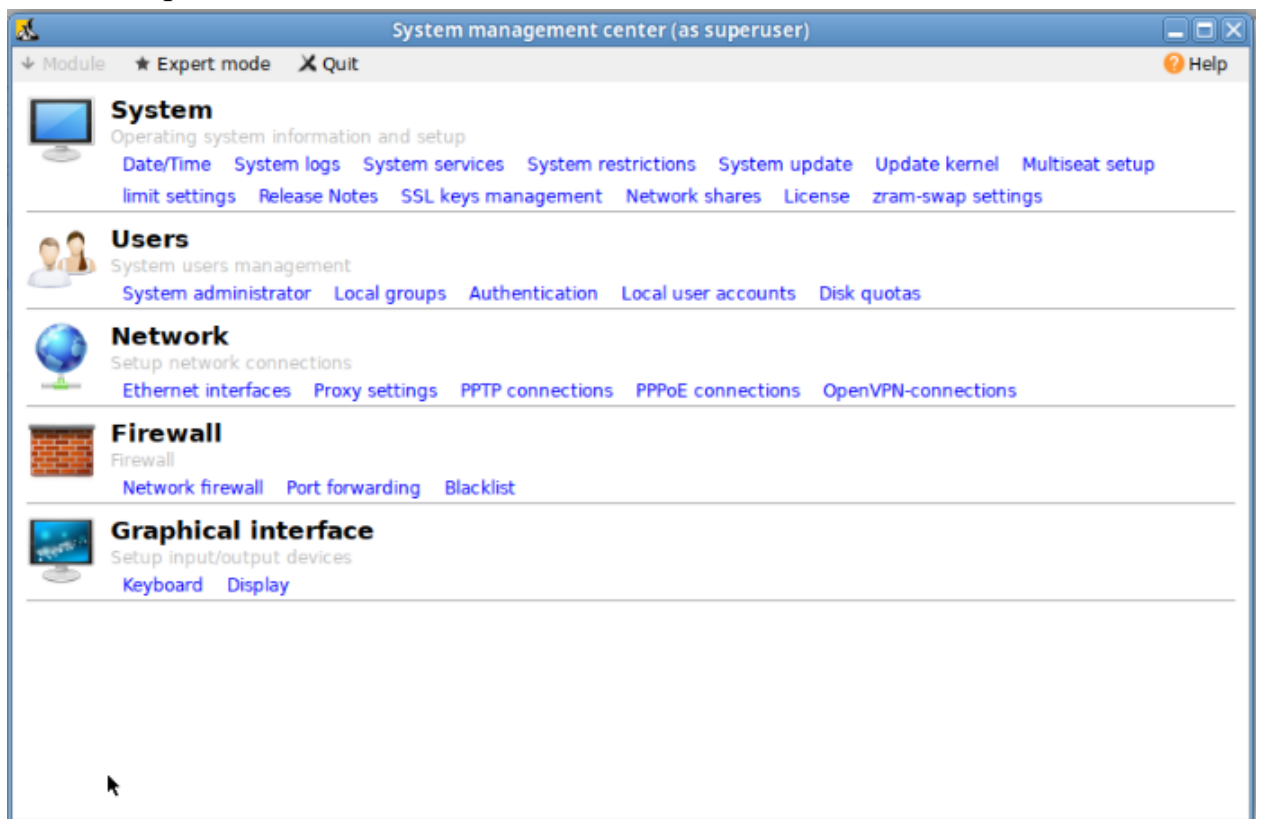 System management center (as superuser)
Module Expert mode Quit Help
System
Operating system information and setup
Date/Time System logs System services System restrictions System update Update kernel Multiseat setup
limit settings Release Notes SSL keys management Network shares License zram-swap settings
Users
System users management
System administrator Local groups Authentication Local user accounts Disk quotas
Network
Setup network connections
Ethernet interfaces Proxy settings PPTP connections PPPoE connections OpenVPN-connections
Firewall
Firewall
Network firewall Port forwarding Blacklist
Graphical interface
Setup input/output devices
Keyboard Display